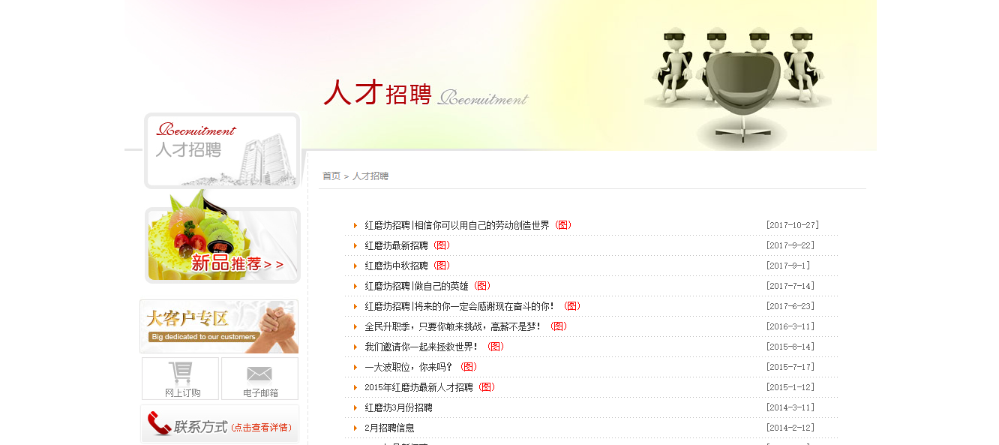 人才招聘 Recruitment
Recruitment
人才招聘
新品推荐>>
大客户专区
Big dedicated to our customers
网上订购
电子邮箱
联系方式(点击查看详情)
首页 > 人才招聘
红磨坊招聘|相信你可以用自己的劳动创造世界 (图) [2017-10-27]
红磨坊最新招聘 (图) [2017-9-22]
红磨坊中秋招聘 (图) [2017-9-1]
红磨坊招聘|做自己的英雄 (图) [2017-7-14]
红磨坊招聘|将来的你一定会感谢现在奋斗的你! (图) [2017-6-23]
全民升职季，只要你敢来挑战，高薪不是梦! (图) [2016-3-11]
我们邀请你一起来拯救世界! (图) [2015-8-14]
一大波职位，你来吗? (图) [2015-7-17]
2015年红磨坊最新人才招聘 (图) [2015-1-12]
红磨坊3月份招聘 [2014-3-11]
2月招聘信息 [2014-2-12]